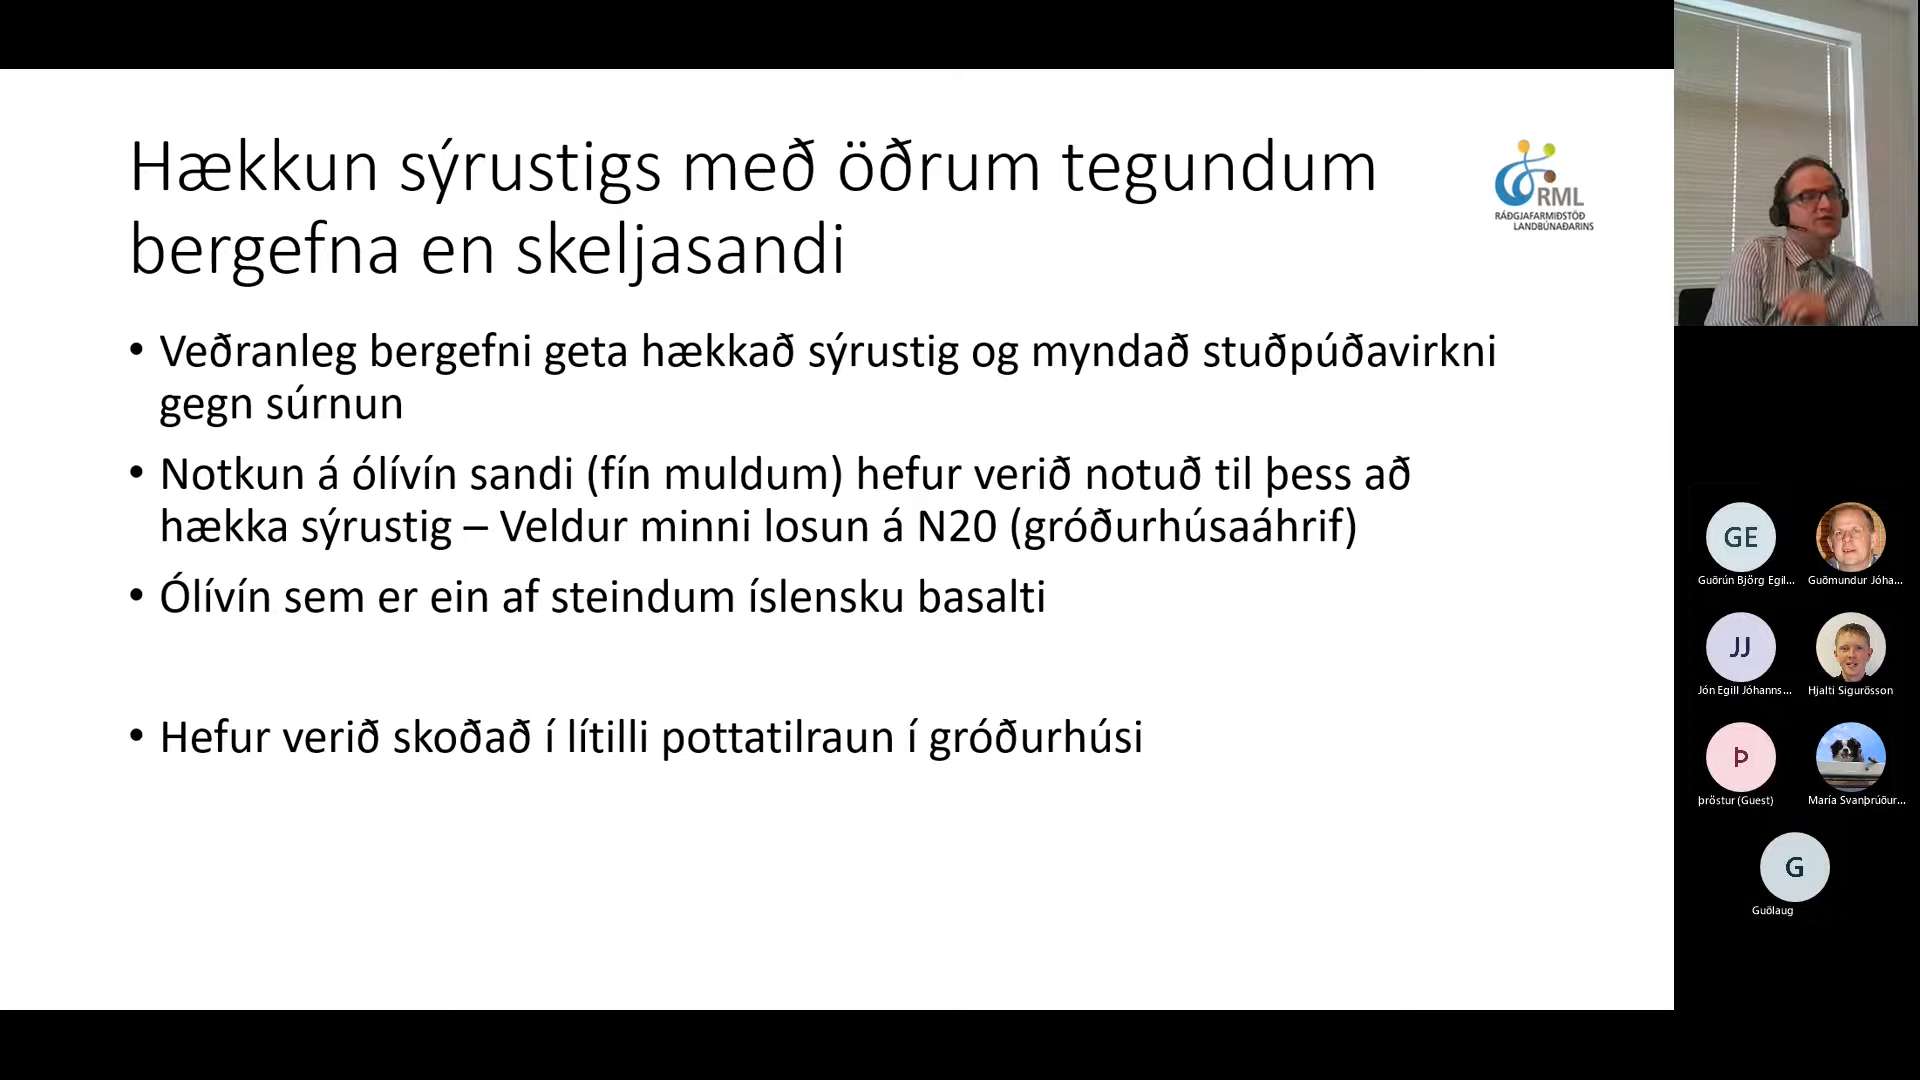 Hækkun sýrustigs með öðrum tegundum
bergefna en skeljasandi
RML
RÁÐGJAFARMIÐSTÖÐ
LANDBÚNAÐARINS
• Veðranleg bergefni geta hækkað sýrustig og myndað stuðpúðavirkni
gegn súrnun
• Notkun á ólívín sandi (fín muldum) hefur verið notuð til þess að
hækka sýrustig – Veldur minni losun á N20 (gróðurhúsaáhrif)
• Ólívín sem er ein af steindum íslensku basalti
• Hefur verið skoðað í lítilli pottatilraun í gróðurhúsi
GE
Guðrún Björg Egil...
Guðmundur Jóha...
JJ
Jón Egill Jóhanns...
Hjalti Sigurðsson
Þ
Þröstur (Guest)
María Svanþrúður...
G
Guðlaug